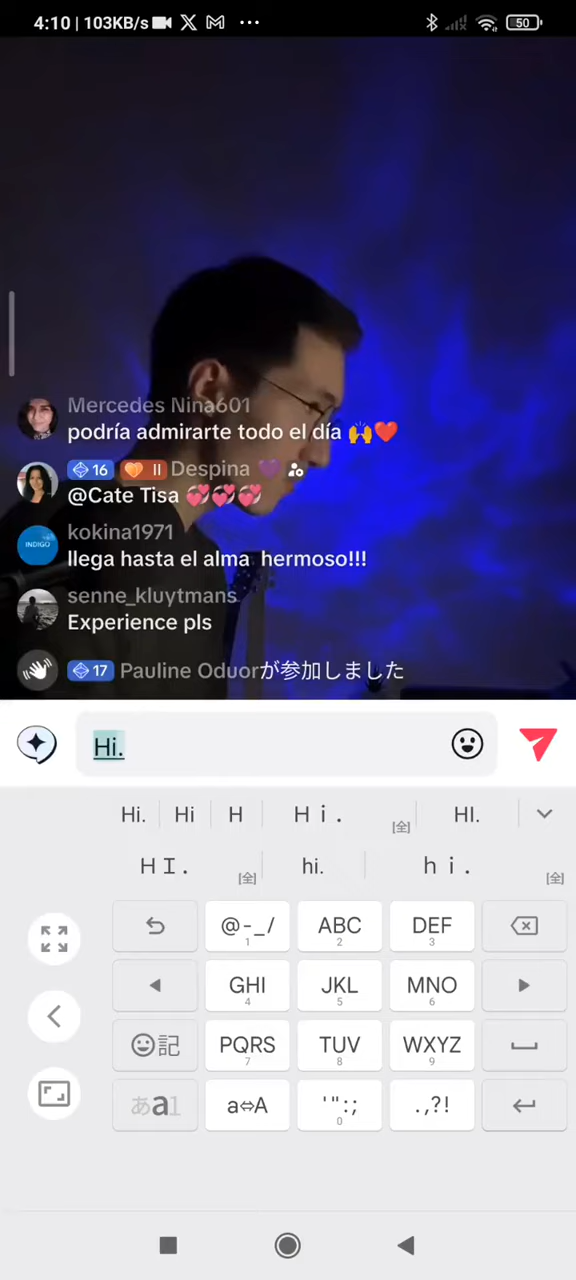 4:10 | 103KB/s
50
Mercedes Nina601
podría admirarte todo el día 🙌❤️
16 II Despina 💜
@Cate Tisa 💞💞💞
INDIGO
kokina1971
llega hasta el alma hermoso!!!
senne_kluytmans
Experience pls
17 Pauline Oduorが参加しました
Hi.
Hi. Hi H Ｈｉ． [全] HI.
ＨＩ． [全] hi. ｈｉ． [全]
@-_/ 1 ABC 2 DEF 3
GHI 4 JKL 5 MNO 6
記 PQRS 7 TUV 8 WXYZ 9
あa1 a⇔A '":; 0 .,?!